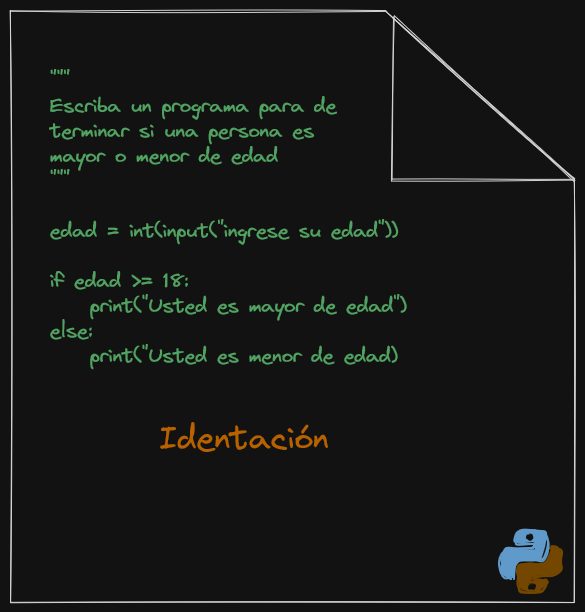 """
Escriba un programa para de
terminar si una persona es
mayor o menor de edad
"""
edad = int(input("ingrese su edad"))
if edad >= 18:
    print("Usted es mayor de edad")
else:
    print("Usted es menor de edad)
Identación